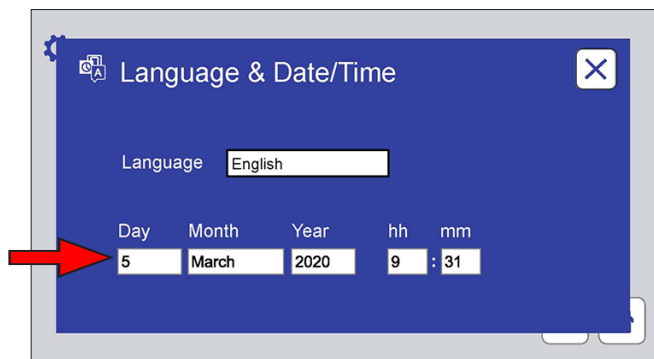 Language & Date/Time
Language English
Day Month Year hh mm
5 March 2020 9 : 31